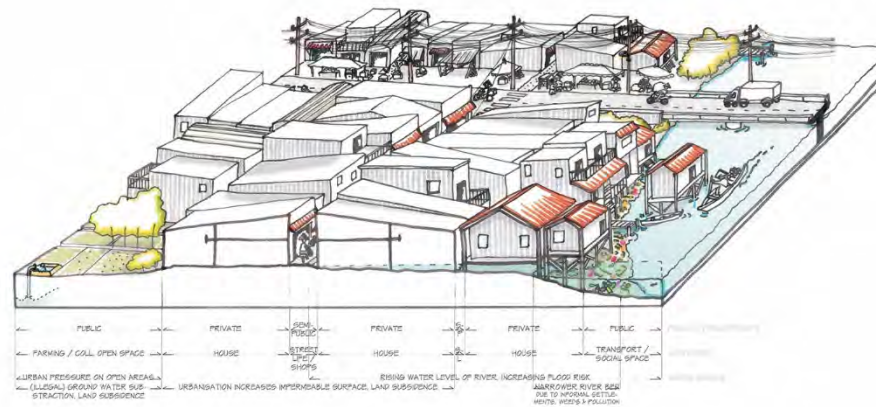 PUBLIC PRIVATE SEMI PUBLIC PRIVATE PRIVATE PUBLIC
FARMING / COLL. OPEN SPACE HOUSE STREET LIFE / SHOPS HOUSE HOUSE TRANSPORT / SOCIAL SPACE
URBAN PRESSURE ON OPEN AREAS RISING WATER LEVEL OF RIVER, INCREASING FLOOD RISK
(ILLEGAL) GROUND WATER SUB-
STRACTION, LAND SUBSIDENCE
URBANISATION INCREASES IMPERMEABLE SURFACE, LAND SUBSIDENCE
NARROWER RIVER BED
DUE TO INFORMAL SETTLE-
MENTS, WEEDS & POLLUTION